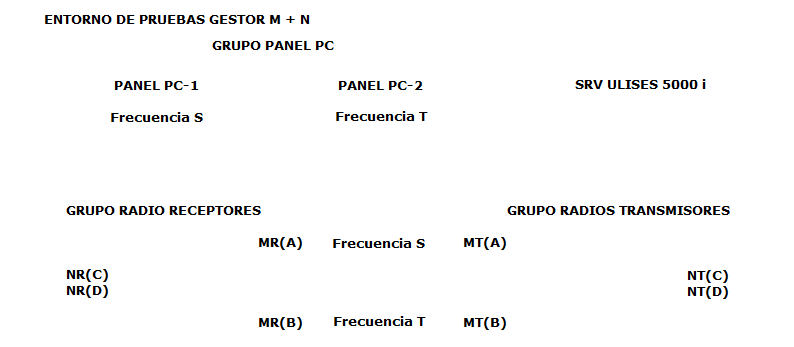 ENTORNO DE PRUEBAS GESTOR M + N
GRUPO PANEL PC
PANEL PC-1 PANEL PC-2 SRV ULISES 5000 i
Frecuencia S Frecuencia T
GRUPO RADIO RECEPTORES GRUPO RADIOS TRANSMISORES
MR(A) Frecuencia S MT(A)
NR(C) NT(C)
NR(D) NT(D)
MR(B) Frecuencia T MT(B)